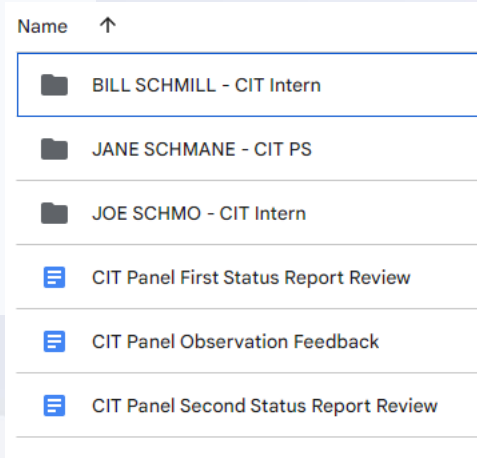 Name
BILL SCHMILL - CIT Intern
JANE SCHMANE - CIT PS
JOE SCHMO - CIT Intern
CIT Panel First Status Report Review
CIT Panel Observation Feedback
CIT Panel Second Status Report Review